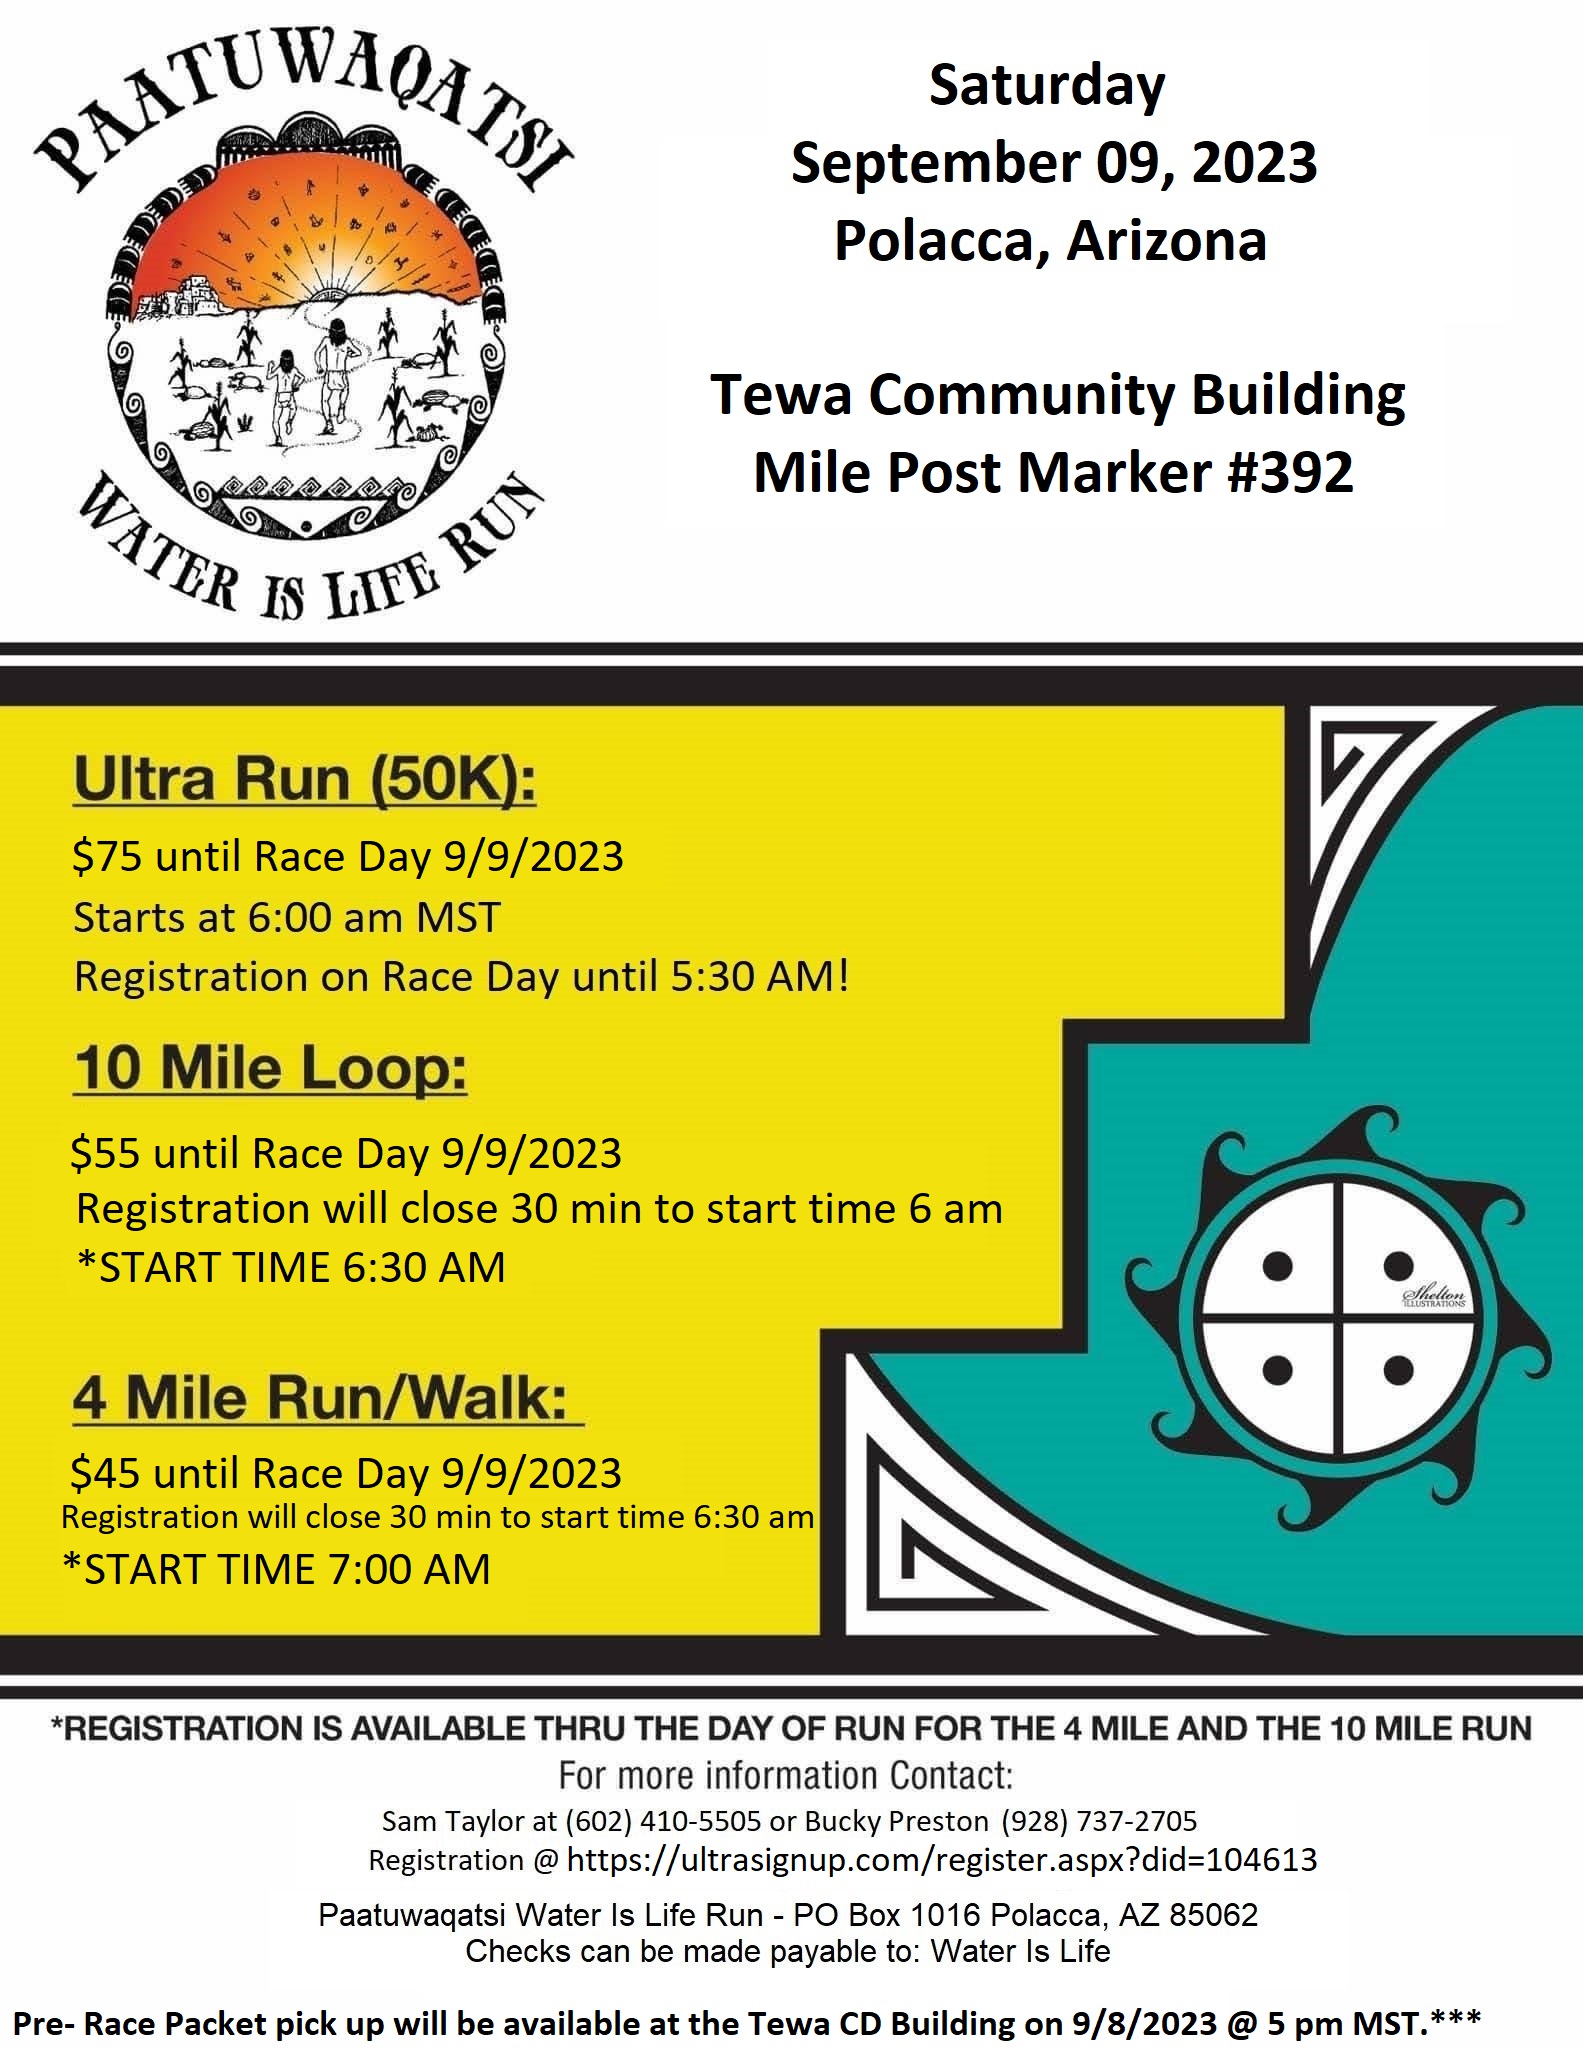 PAATUWAQATSI
WATER IS LIFE RUN
Saturday
September 09, 2023
Polacca, Arizona
Tewa Community Building
Mile Post Marker #392
Ultra Run (50K):
$75 until Race Day 9/9/2023
Starts at 6:00 am MST
Registration on Race Day until 5:30 AM!
10 Mile Loop:
$55 until Race Day 9/9/2023
Registration will close 30 min to start time 6 am
*START TIME 6:30 AM
4 Mile Run/Walk:
$45 until Race Day 9/9/2023
Registration will close 30 min to start time 6:30 am
*START TIME 7:00 AM
Shelton
ILLUSTRATIONS
*REGISTRATION IS AVAILABLE THRU THE DAY OF RUN FOR THE 4 MILE AND THE 10 MILE RUN
For more information Contact:
Sam Taylor at (602) 410-5505 or Bucky Preston (928) 737-2705
Registration @ https://ultrasignup.com/register.aspx?did=104613
Paatuwaqatsi Water Is Life Run - PO Box 1016 Polacca, AZ 85062
Checks can be made payable to: Water Is Life
Pre- Race Packet pick up will be available at the Tewa CD Building on 9/8/2023 @ 5 pm MST.***